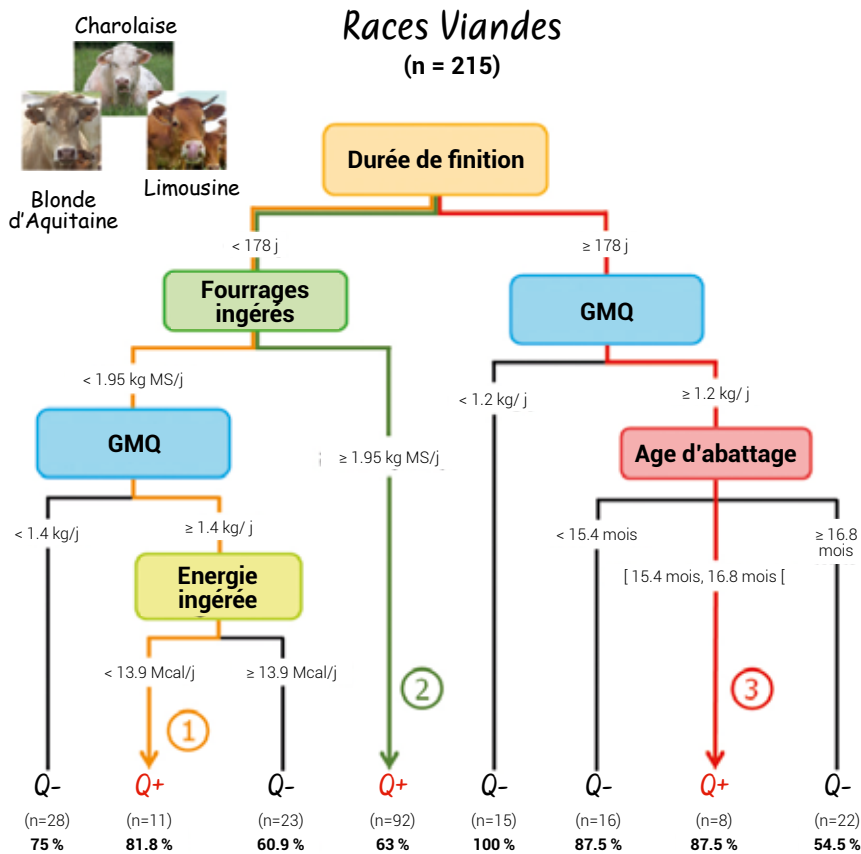 Charolaise
Races Viandes
(n = 215)
Blonde
d'Aquitaine
Limousine
Durée de finition
< 178 j
≥ 178 j
Fourrages
ingérés
GMQ
< 1.95 kg MS/j
≥ 1.95 kg MS/j
< 1.2 kg/ j
≥ 1.2 kg/ j
GMQ
Age d'abattage
< 1.4 kg/j
≥ 1.4 kg/ j
< 15.4 mois
[ 15.4 mois, 16.8 mois [
≥ 16.8
mois
Energie
ingérée
< 13.9 Mcal/j
≥ 13.9 Mcal/j
1
2
3
Q- Q+ Q- Q+ Q- Q- Q+ Q-
(n=28) (n=11) (n=23) (n=92) (n=15) (n=16) (n=8) (n=22)
75 % 81.8 % 60.9 % 63 % 100 % 87.5 % 87.5 % 54.5 %